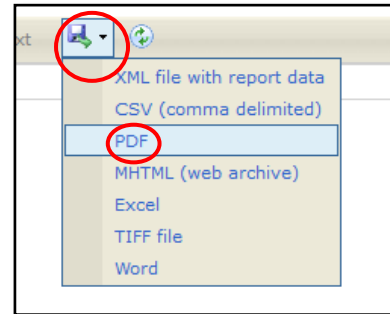 xt
XML file with report data
CSV (comma delimited)
PDF
MHTML (web archive)
Excel
TIFF file
Word